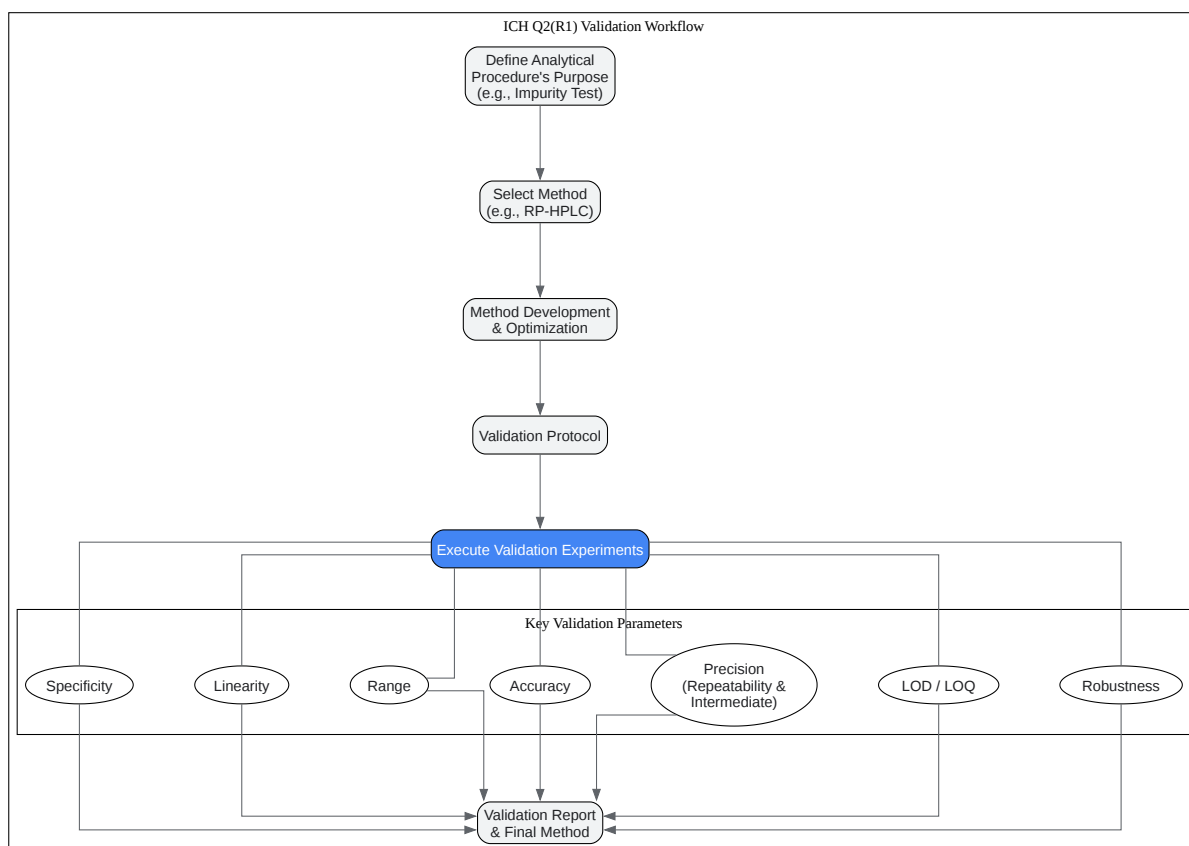 ICH Q2(R1) Validation Workflow
Define Analytical
Procedure's Purpose
(e.g., Impurity Test)
Select Method
(e.g., RP-HPLC)
Method Development
& Optimization
Validation Protocol
Execute Validation Experiments
Key Validation Parameters
Specificity
Linearity
Range
Accuracy
Precision
(Repeatability &
Intermediate)
LOD / LOQ
Robustness
Validation Report
& Final Method